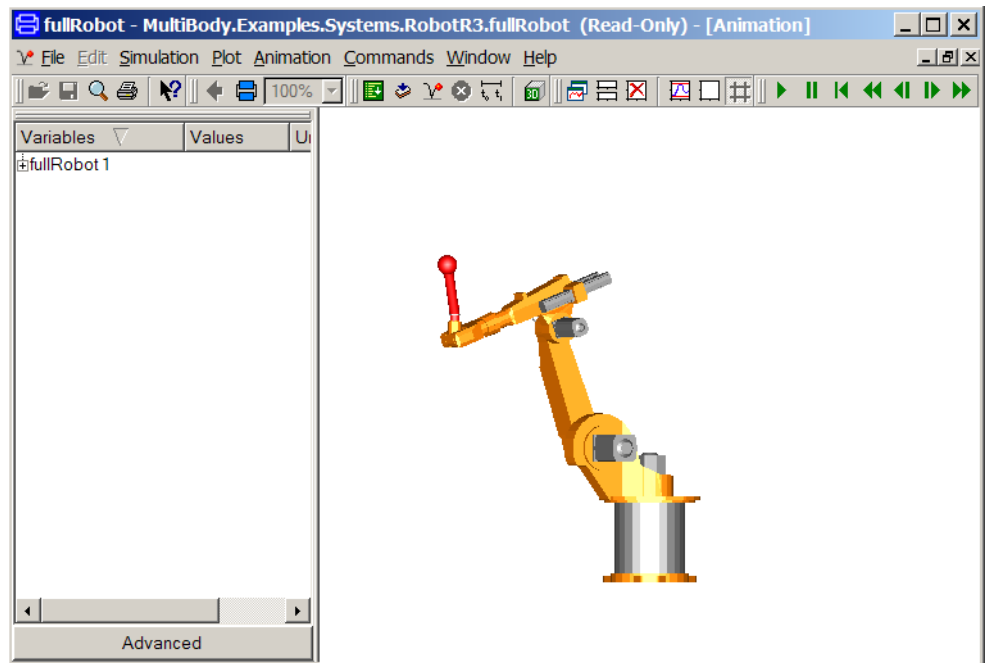 fullRobot - MultiBody.Examples.Systems.RobotR3.fullRobot (Read-Only) - [Animation]
File Edit Simulation Plot Animation Commands Window Help
100% 3D
Variables Values Ui
fullRobot 1
Advanced